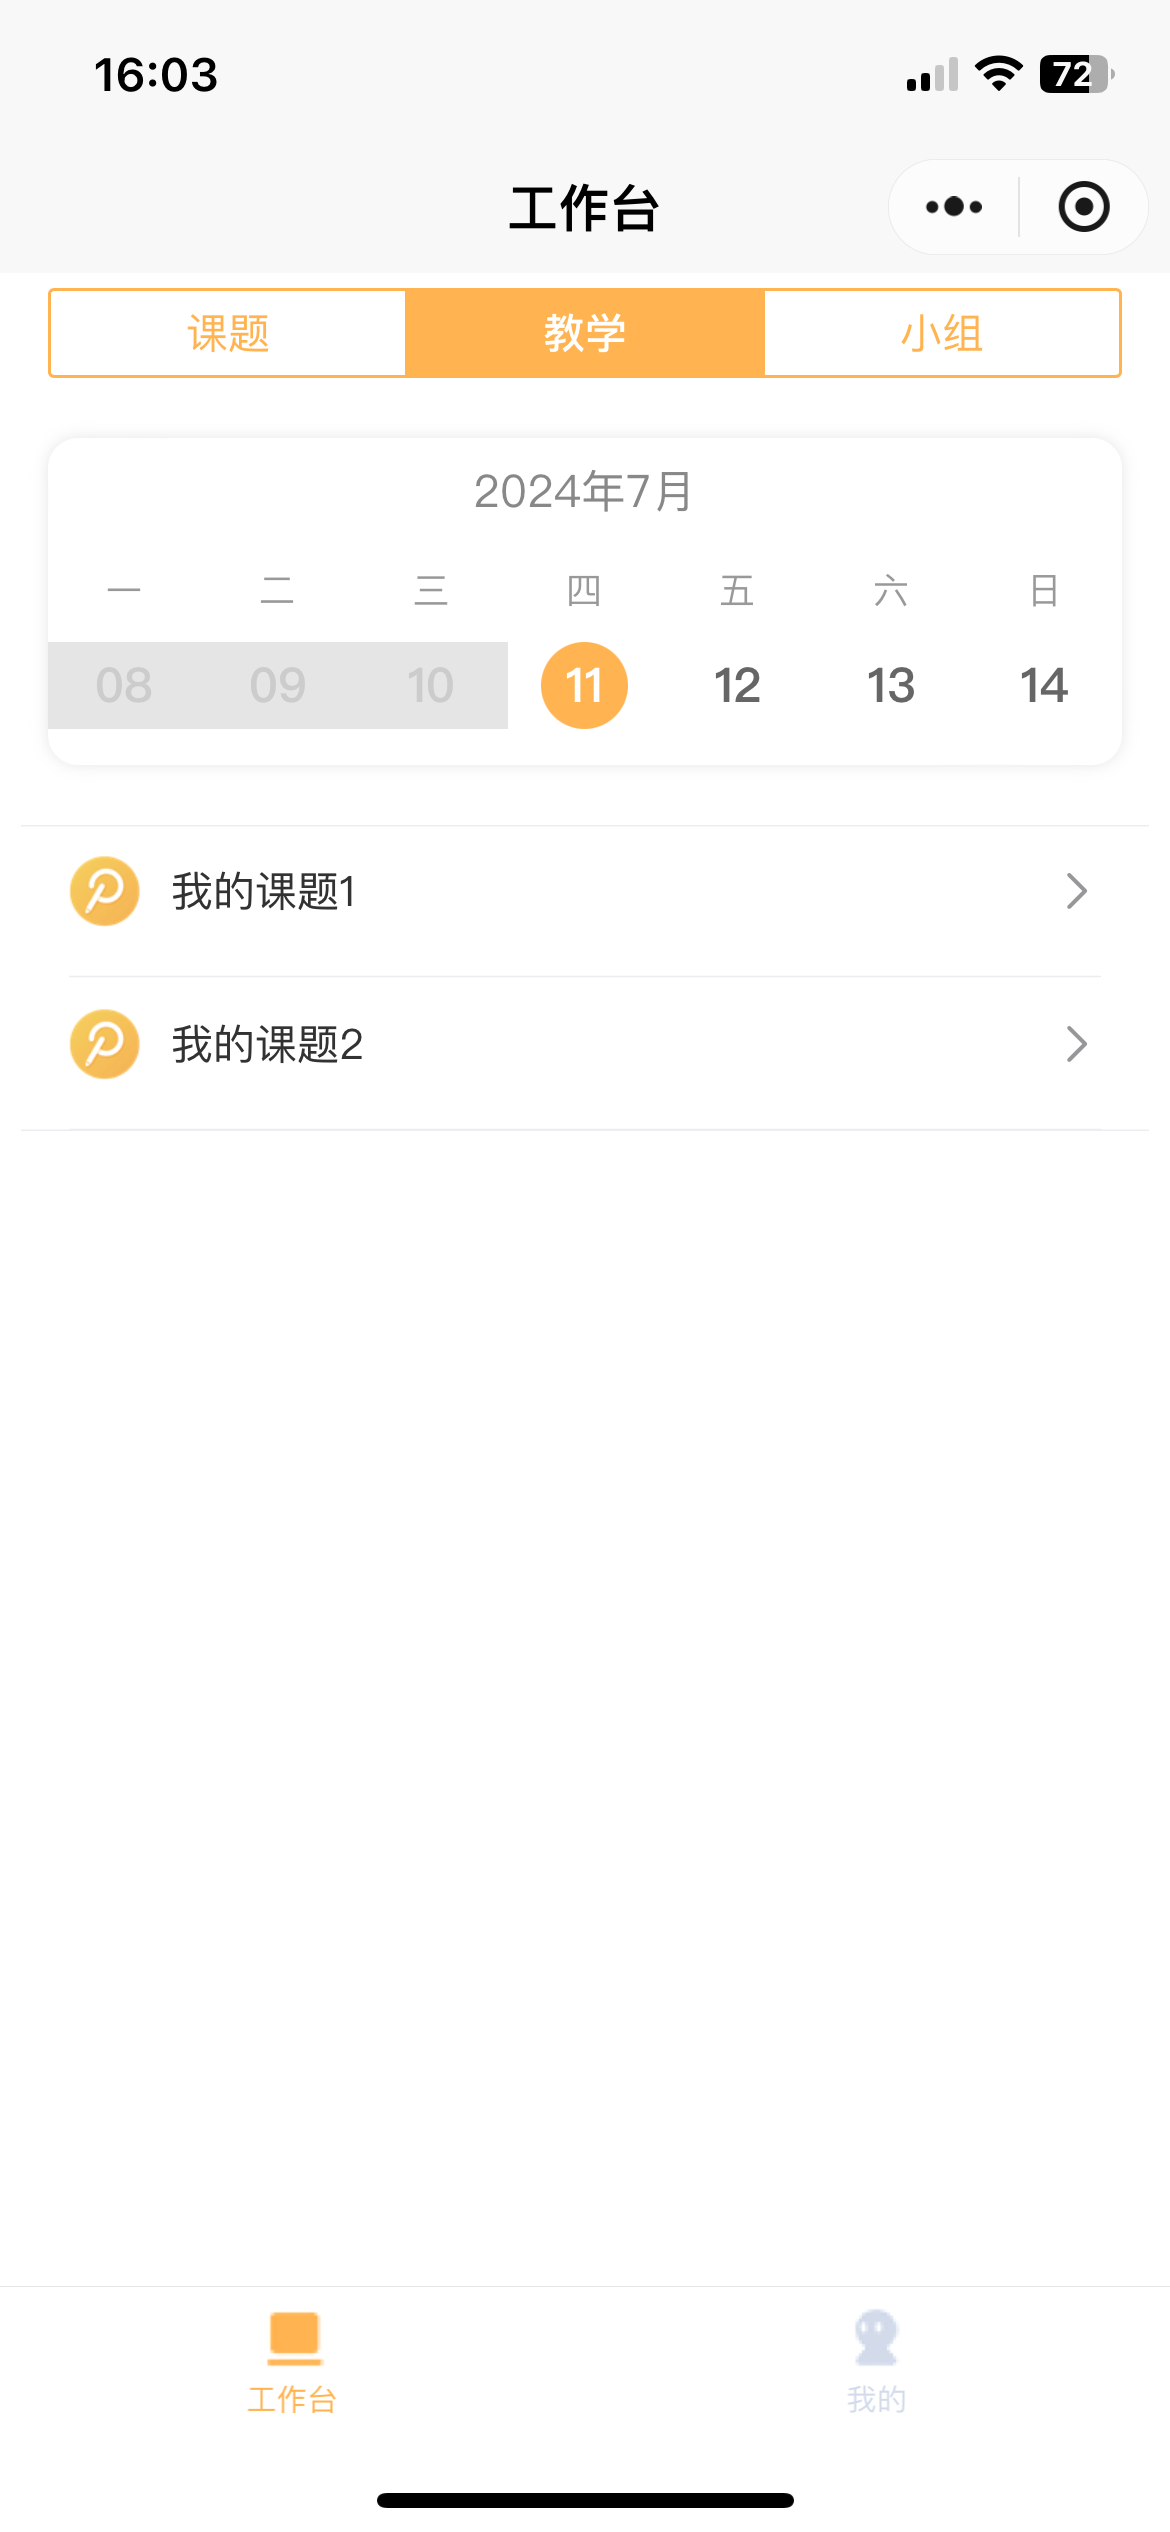 16:03 72
工作台
课题 教学 小组
2024年7月
一 二 三 四 五 六 日
08 09 10 11 12 13 14
我的课题1
我的课题2
工作台 我的